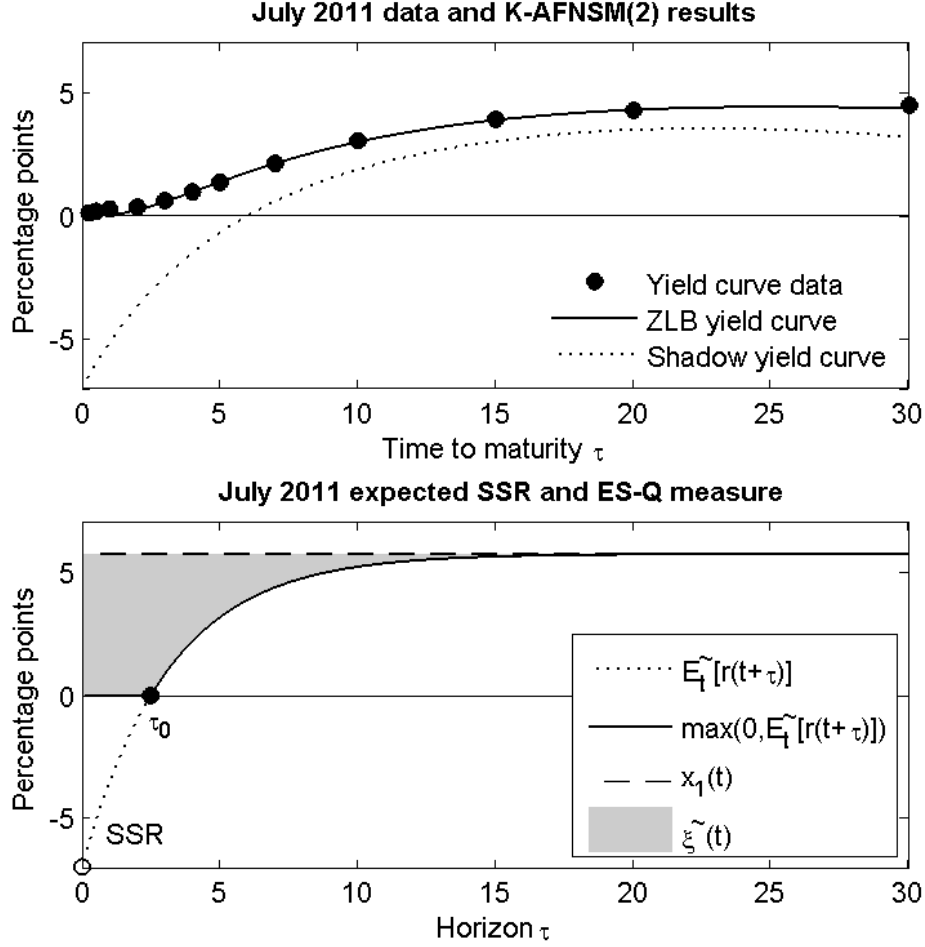 July 2011 data and K-AFNSM(2) results
Percentage points
5
0
-5
Yield curve data
ZLB yield curve
Shadow yield curve
0 5 10 15 20 25 30
Time to maturity τ
July 2011 expected SSR and ES-Q measure
Percentage points
5
0
-5
τ0
SSR
E~t[r(t+τ)]
max(0,E~t[r(t+τ)])
x1(t)
ξ~(t)
0 5 10 15 20 25 30
Horizon τ